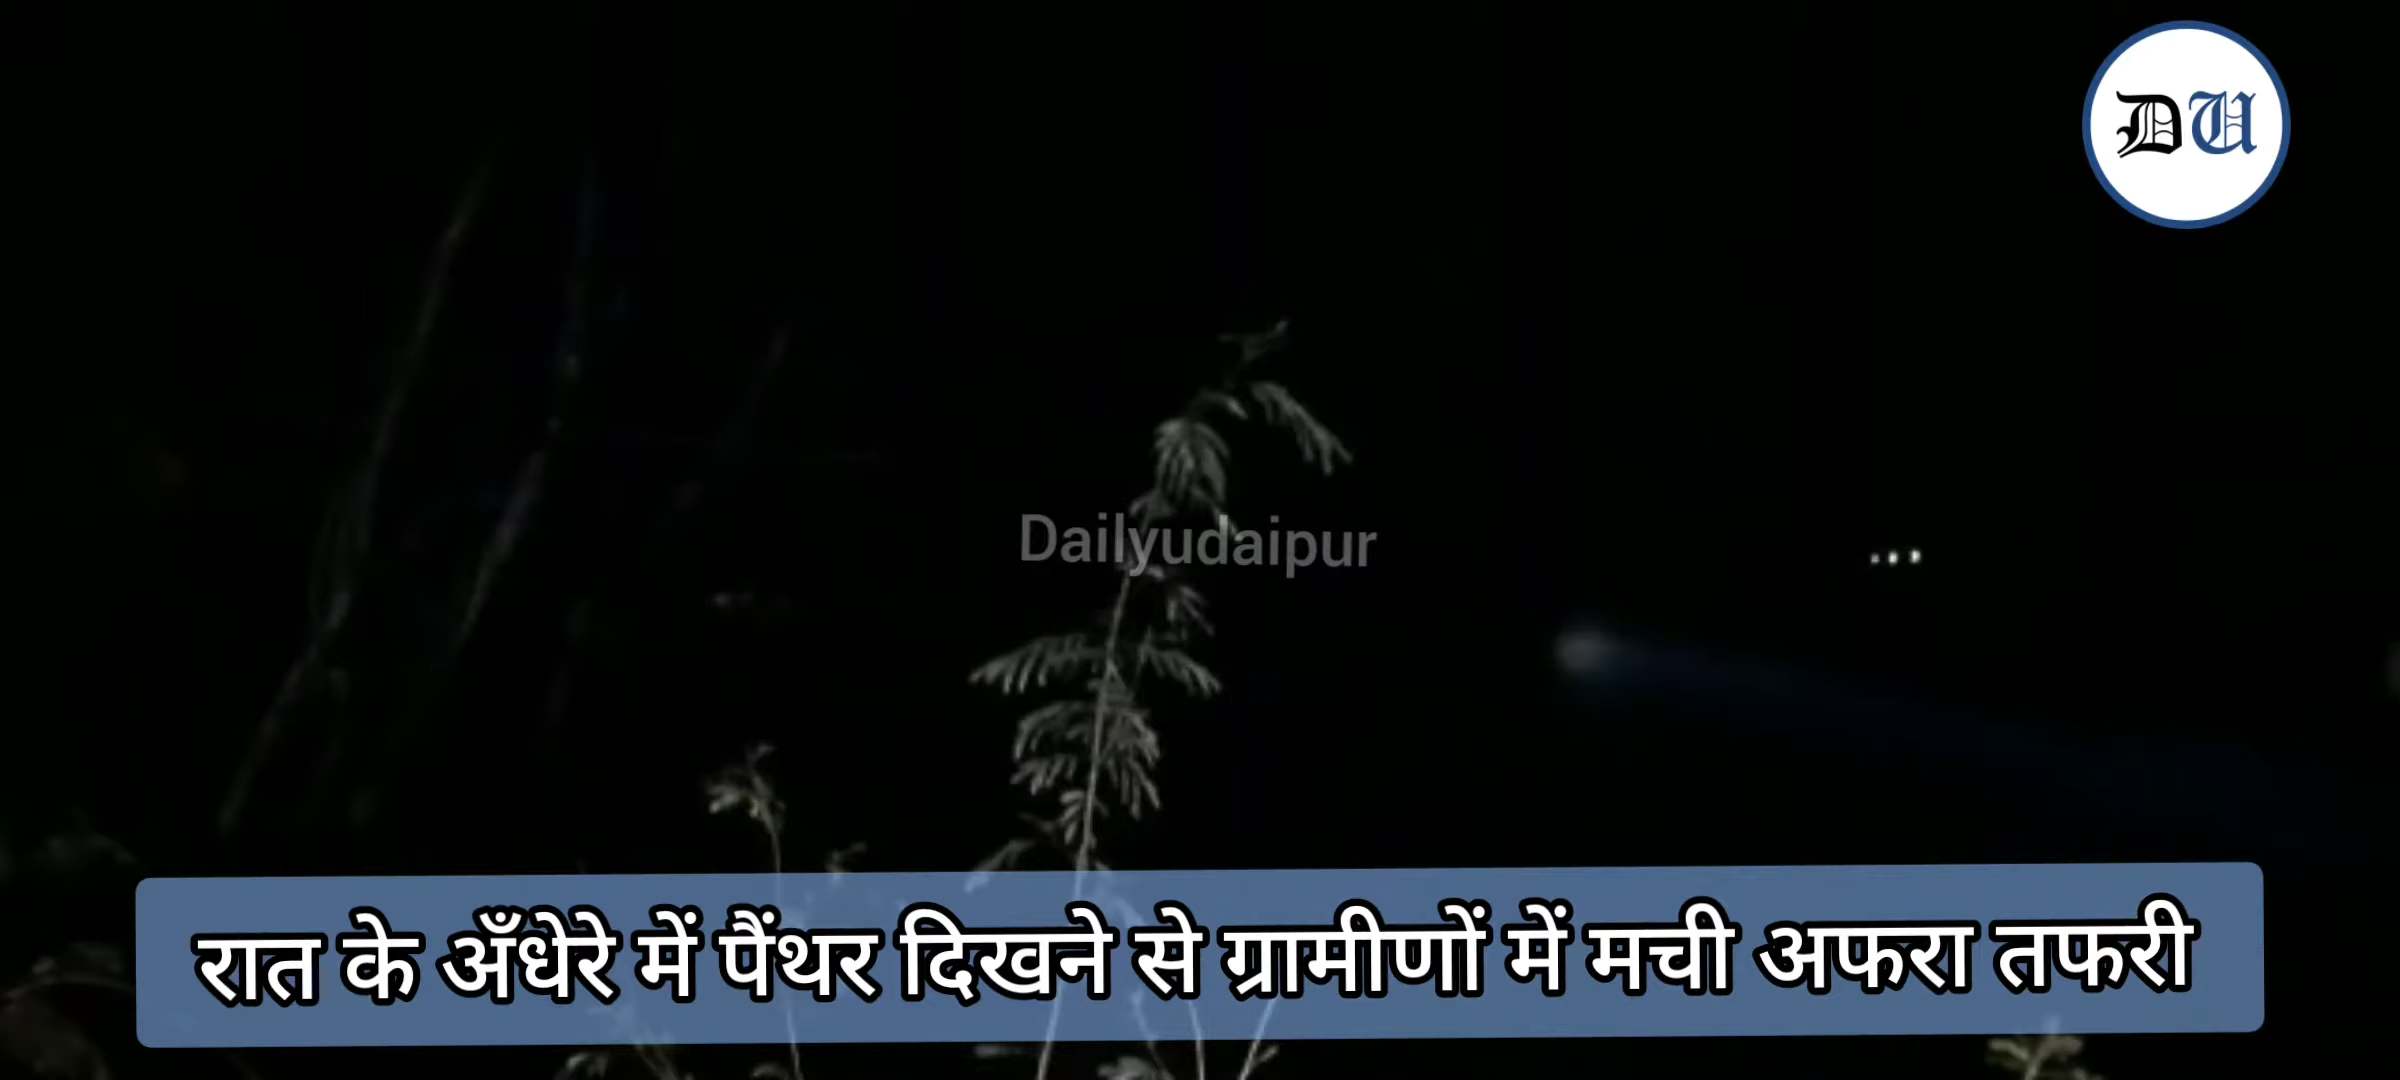 DU
Dailyudaipur
रात के अँधेरे में पैंथर दिखने से ग्रामीणों में मची अफरा तफरी